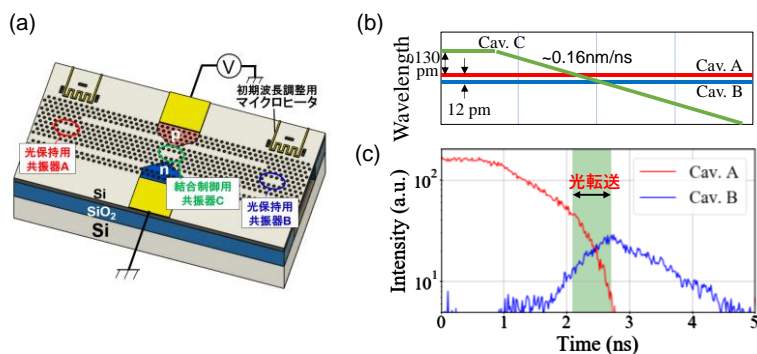 (a)
V
初期波長調整用
マイクロヒータ
p
n
光保持用
共振器A
結合制御用
共振器C
光保持用
共振器B
Si
SiO2
Si
(b)
Wavelength
130
pm
Cav. C
~0.16nm/ns
Cav. A
Cav. B
12 pm
(c)
Intensity (a.u.)
10²
10¹
光転送
Cav. A
Cav. B
0 1 2 3 4 5
Time (ns)